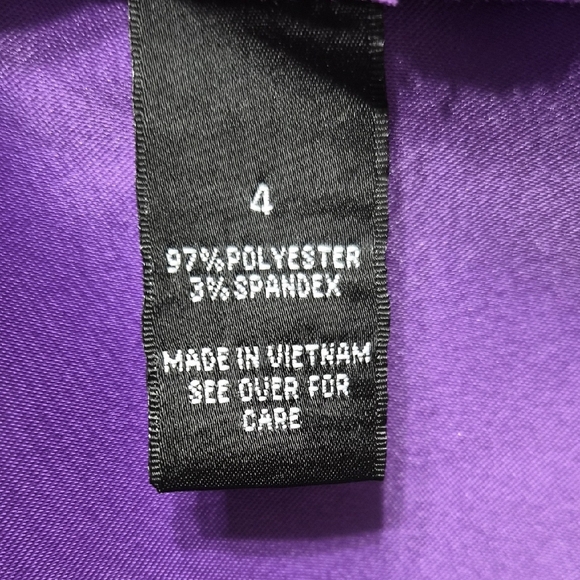 4
97%POLYESTER
3%SPANDEX
MADE IN VIETNAM
SEE OVER FOR
CARE